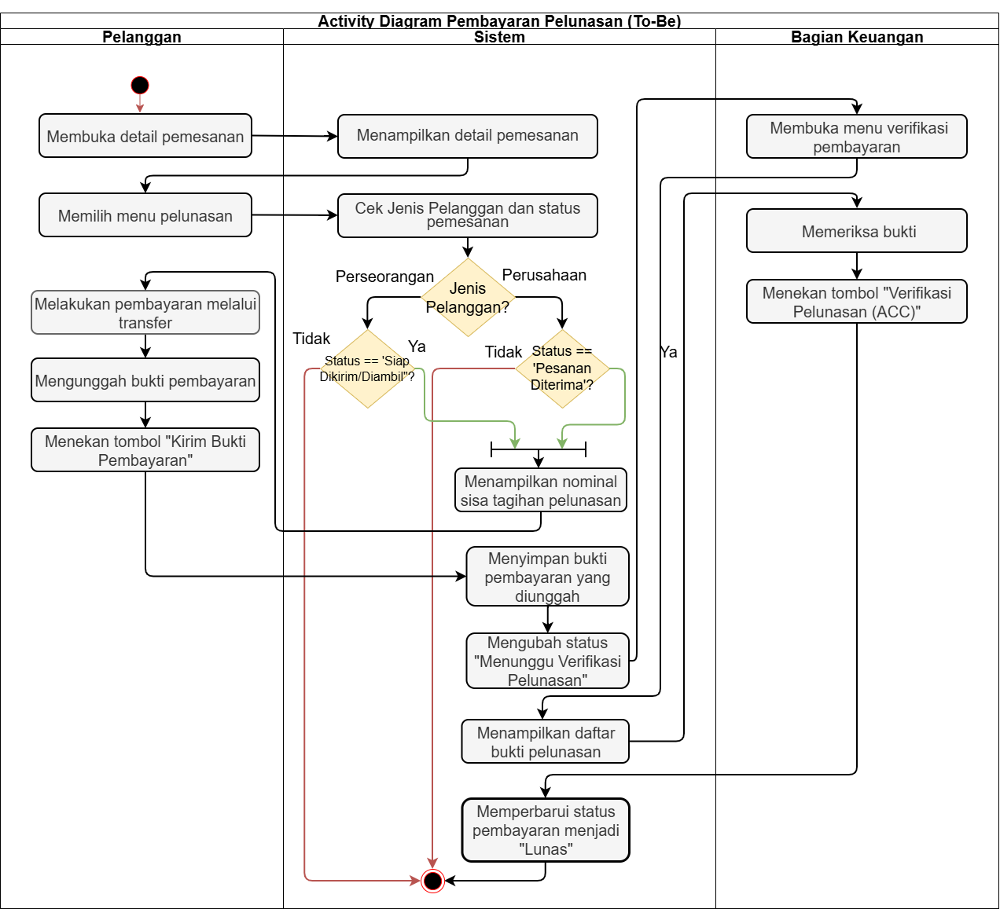 Activity Diagram Pembayaran Pelunasan (To-Be)
Pelanggan
Sistem
Bagian Keuangan
Membuka detail pemesanan
Menampilkan detail pemesanan
Membuka menu verifikasi
pembayaran
Memilih menu pelunasan
Cek Jenis Pelanggan dan status
pemesanan
Memeriksa bukti
Perseorangan
Perusahaan
Jenis
Pelanggan?
Melakukan pembayaran melalui
transfer
Menekan tombol "Verifikasi
Pelunasan (ACC)"
Tidak
Ya
Status == 'Siap
Dikirim/Diambil"?
Tidak
Status ==
'Pesanan
Diterima'?
Ya
Mengunggah bukti pembayaran
Menekan tombol "Kirim Bukti
Pembayaran"
Menampilkan nominal
sisa tagihan pelunasan
Menyimpan bukti
pembayaran yang
diunggah
Mengubah status
"Menunggu Verifikasi
Pelunasan"
Menampilkan daftar
bukti pelunasan
Memperbarui status
pembayaran menjadi
"Lunas"